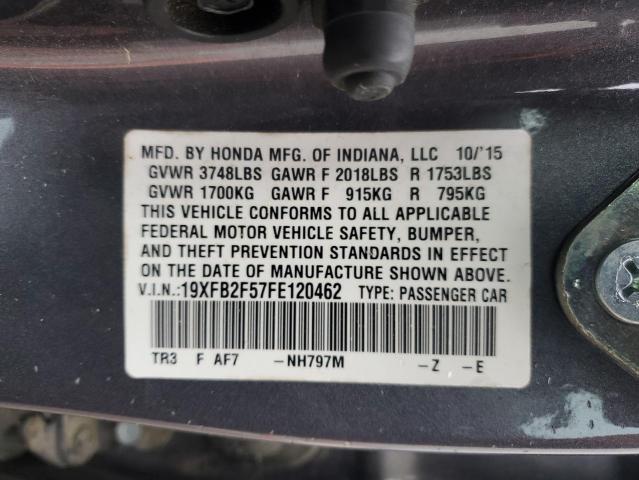 MFD. BY HONDA MFG. OF INDIANA, LLC 10/'15
GVWR 3748LBS GAWR F 2018LBS R 1753LBS
GVWR 1700KG GAWR F 915KG R 795KG
THIS VEHICLE CONFORMS TO ALL APPLICABLE
FEDERAL MOTOR VEHICLE SAFETY, BUMPER,
AND THEFT PREVENTION STANDARDS IN EFFECT
ON THE DATE OF MANUFACTURE SHOWN ABOVE.
V.I.N.:19XFB2F57FE120462 TYPE: PASSENGER CAR
TR3 F AF7 -NH797M -Z -E